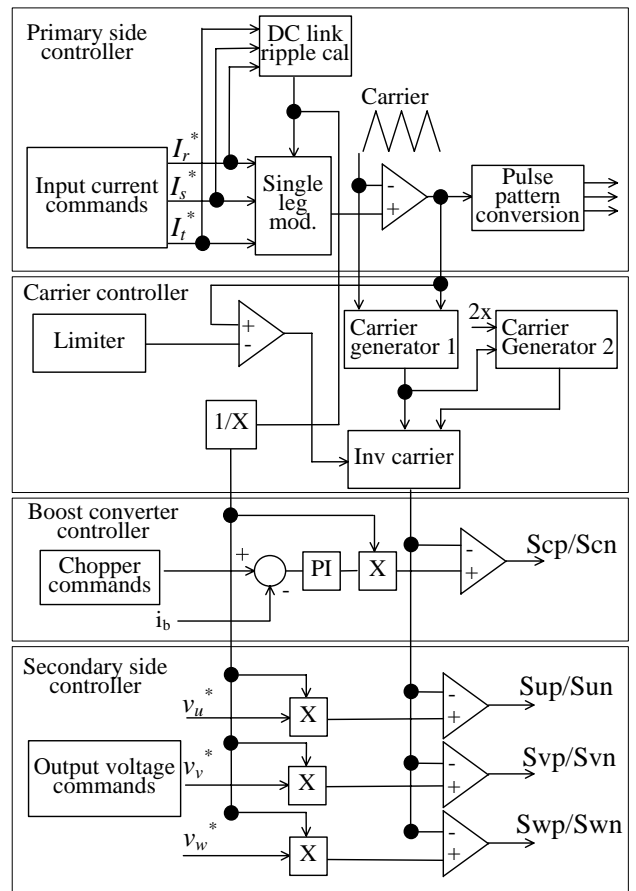 Primary side
controller
DC link
ripple cal
Carrier
Input current
commands
I_r^*
I_s^*
I_t^*
Single
leg
mod.
-
+
Pulse
pattern
conversion
Carrier controller
Limiter
+
-
Carrier
generator 1
2x
Carrier
Generator 2
1/X
Inv carrier
Boost converter
controller
Chopper
commands
+
-
i_b
PI
X
-
+
Scp/Scn
Secondary side
controller
Output voltage
commands
v_u^*
X
-
+
Sup/Sun
v_v^*
X
-
+
Svp/Svn
v_w^*
X
-
+
Swp/Swn